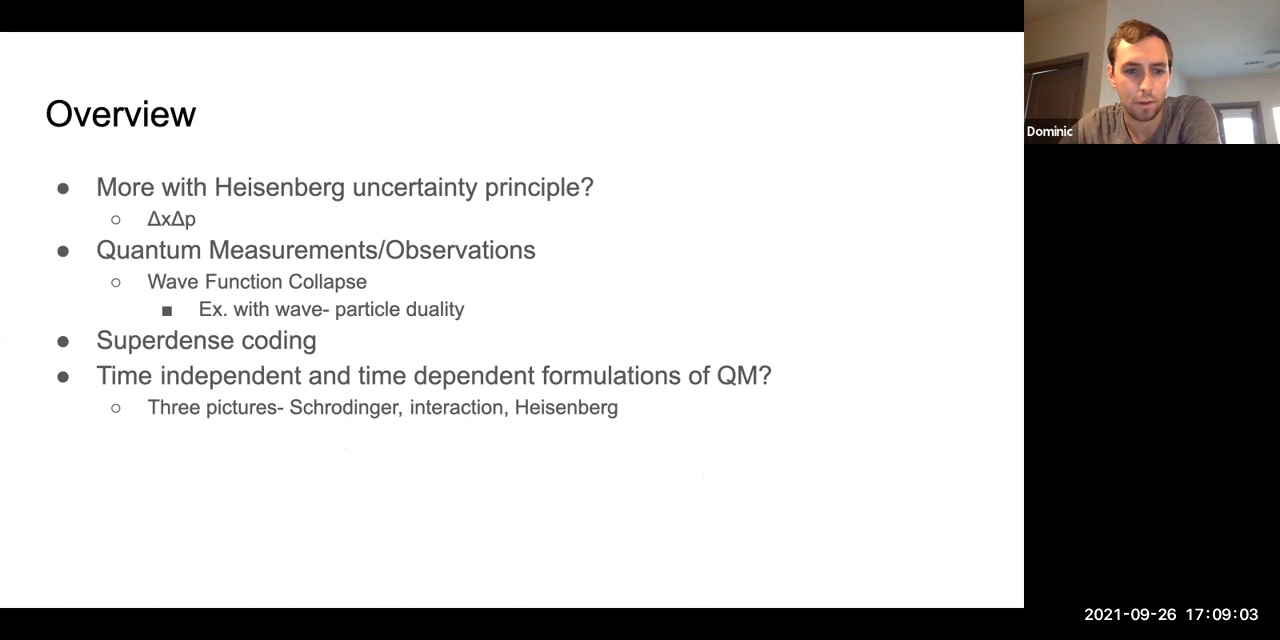 Overview
● More with Heisenberg uncertainty principle?
○ ΔxΔp
● Quantum Measurements/Observations
○ Wave Function Collapse
■ Ex. with wave- particle duality
● Superdense coding
● Time independent and time dependent formulations of QM?
○ Three pictures- Schrodinger, interaction, Heisenberg
Dominic
2021-09-26 17:09:03